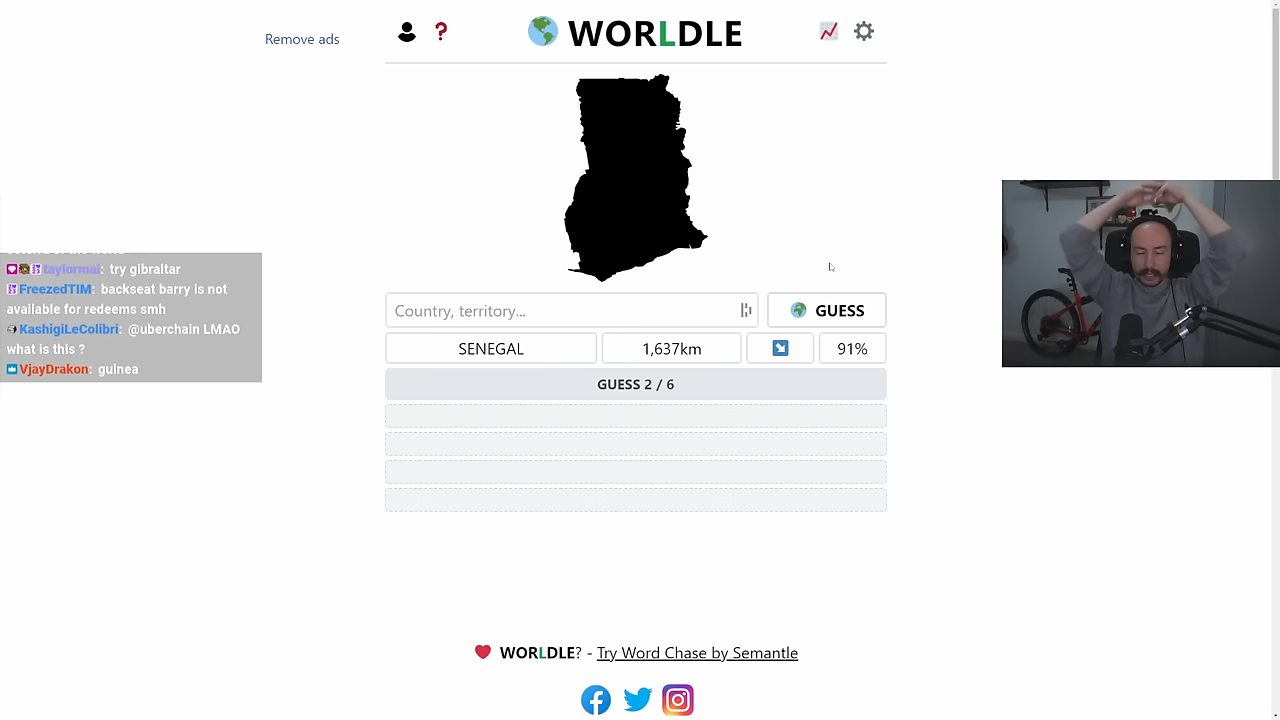 Remove ads
?
WORLDLE
taylormai: try gibraltar
FreezedTIM: backseat barry is not
available for redeems smh
KashigiLeColibri: @uberchain LMAO
what is this ?
VjayDrakon: guinea
Country, territory...
GUESS
SENEGAL
1,637km
91%
GUESS 2 / 6
WORLDLE? - Try Word Chase by Semantle